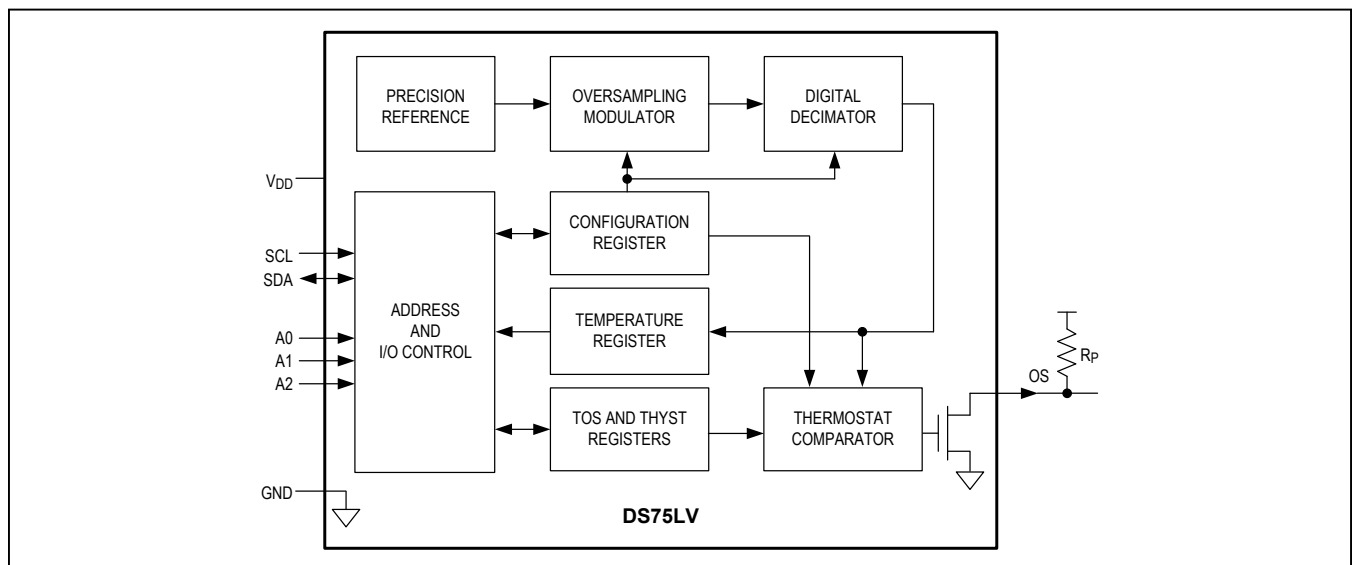 PRECISION
REFERENCE
OVERSAMPLING
MODULATOR
DIGITAL
DECIMATOR
VDD
SCL
SDA
A0
A1
A2
GND
ADDRESS
AND
I/O CONTROL
CONFIGURATION
REGISTER
TEMPERATURE
REGISTER
TOS AND THYST
REGISTERS
THERMOSTAT
COMPARATOR
OS
RP
DS75LV